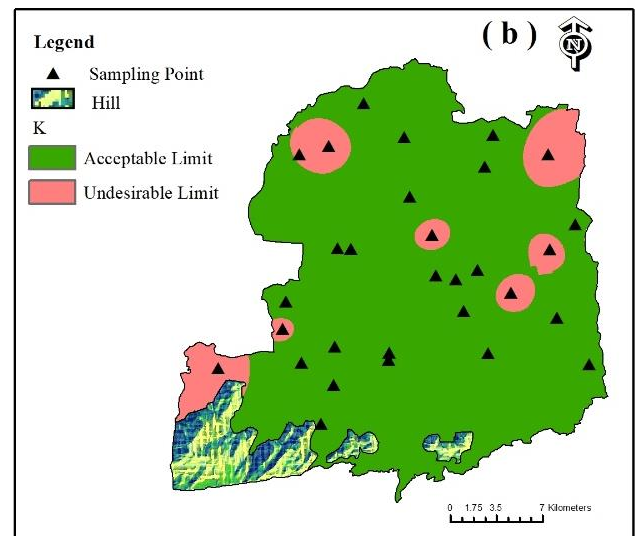 ( b )
N
Legend
Sampling Point
Hill
K
Acceptable Limit
Undesirable Limit
0 1.75 3.5 7 Kilometers